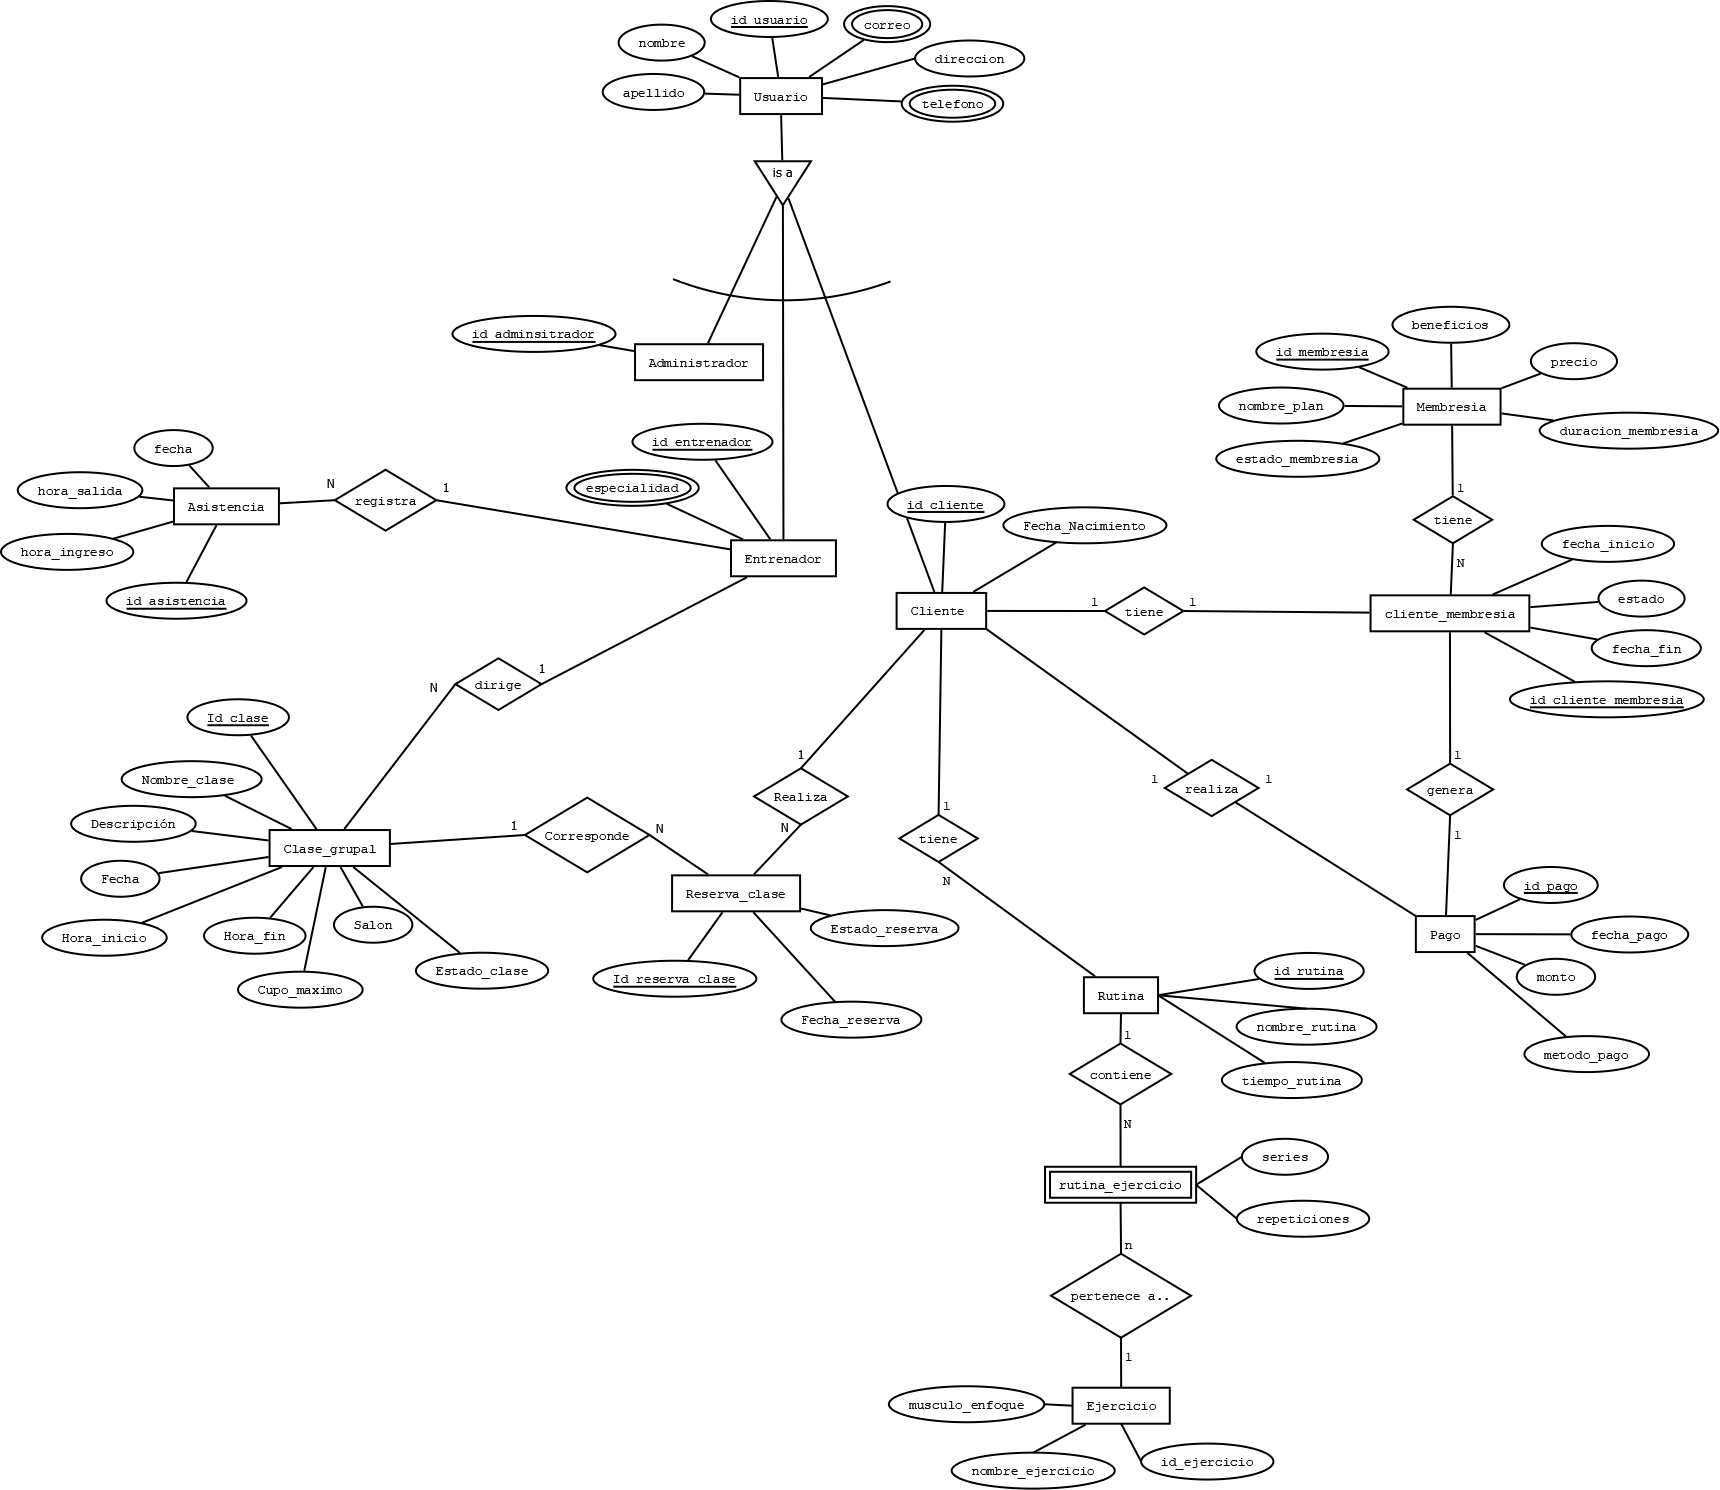 id_usuario
correo
nombre
direccion
apellido
Usuario
telefono
is a
id_adminsitrador
Administrador
beneficios
id_membresia
precio
nombre_plan
Membresia
duracion_membresia
estado_membresia
fecha
id_entrenador
hora_salida
N
registra
1
especialidad
Asistencia
hora_ingreso
Entrenador
id_asistencia
id_cliente
Fecha_Nacimiento
1
tiene
N
fecha_inicio
Cliente
1
tiene
1
cliente_membresia
estado
fecha_fin
id_cliente_membresia
1
dirige
N
Id_clase
Nombre_clase
Descripción
Clase_grupal
Fecha
Hora_inicio
Hora_fin
Salon
Cupo_maximo
Estado_clase
1
Corresponde
N
1
Realiza
N
Reserva_clase
Estado_reserva
Id_reserva_clase
Fecha_reserva
1
tiene
N
1
realiza
1
1
genera
1
id_pago
Pago
fecha_pago
monto
metodo_pago
Rutina
id_rutina
nombre_rutina
tiempo_rutina
1
contiene
N
rutina_ejercicio
series
repeticiones
n
pertenece a..
1
Ejercicio
musculo_enfoque
nombre_ejercicio
id_ejercicio